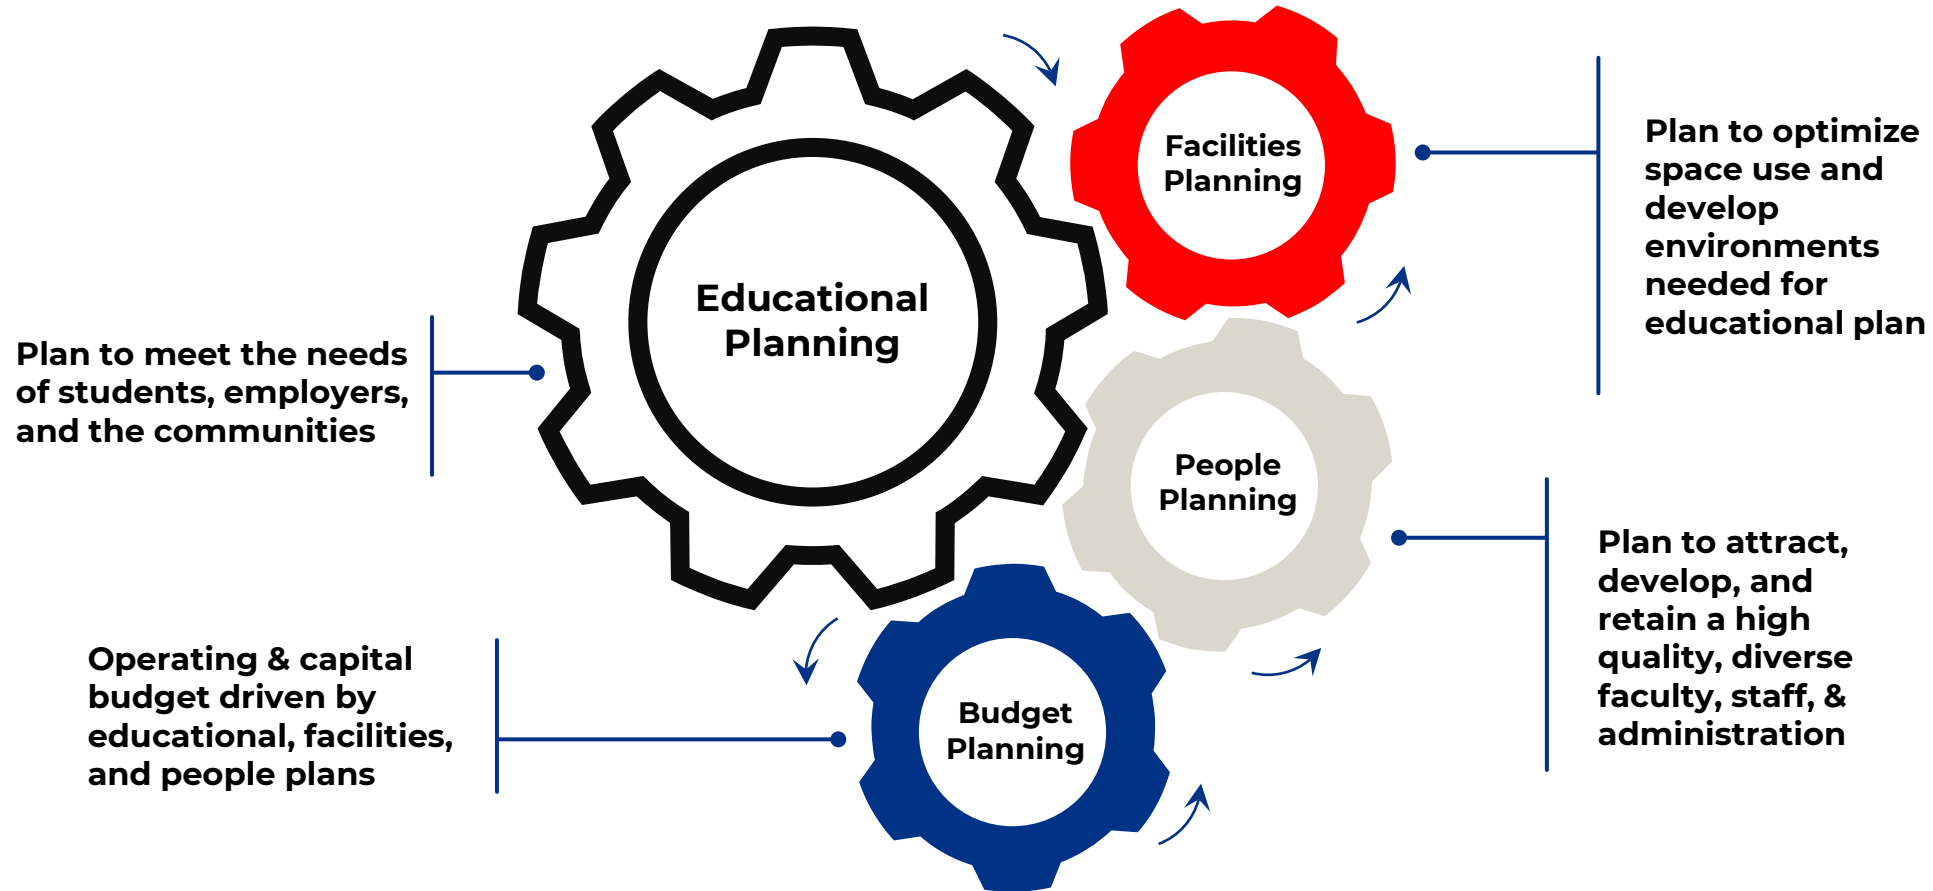 Educational
Planning
Facilities
Planning
People
Planning
Budget
Planning
Plan to meet the needs
of students, employers,
and the communities
Plan to optimize
space use and
develop
environments
needed for
educational plan
Plan to attract,
develop, and
retain a high
quality, diverse
faculty, staff, &
administration
Operating & capital
budget driven by
educational, facilities,
and people plans